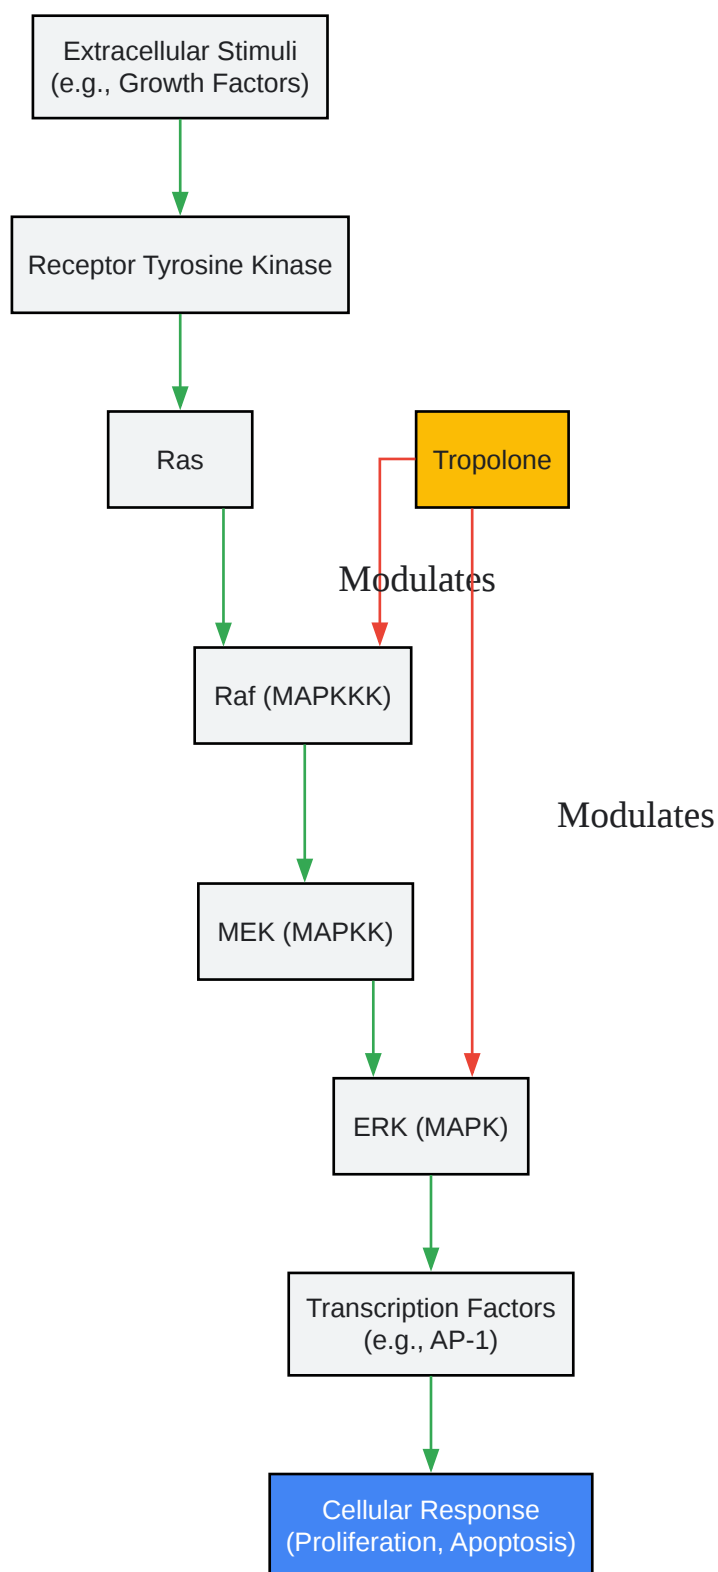 Extracellular Stimuli
(e.g., Growth Factors)
Receptor Tyrosine Kinase
Ras
Tropolone
Modulates
Raf (MAPKKK)
Modulates
MEK (MAPKK)
ERK (MAPK)
Transcription Factors
(e.g., AP-1)
Cellular Response
(Proliferation, Apoptosis)